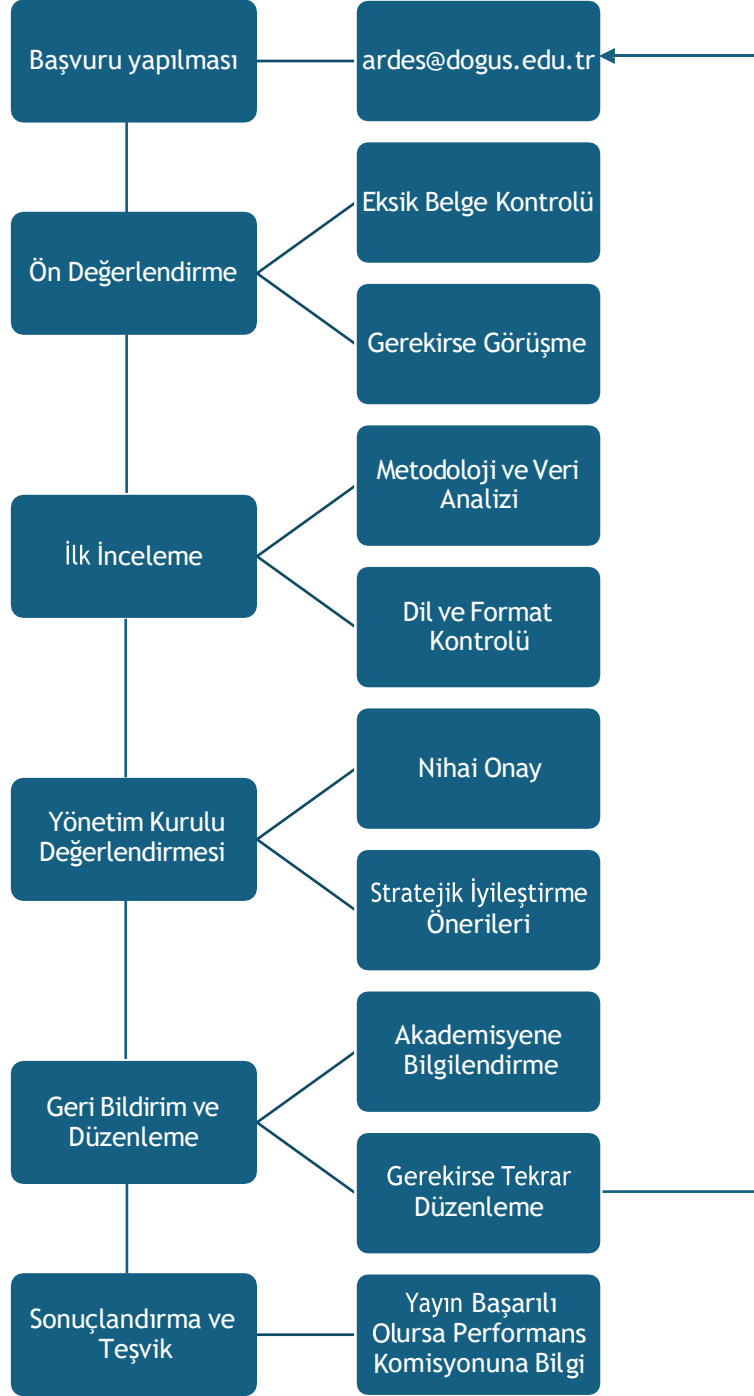 Başvuru yapılması
ardes@dogus.edu.tr
Ön Değerlendirme
Eksik Belge Kontrolü
Gerekirse Görüşme
İlk İnceleme
Metodoloji ve Veri
Analizi
Dil ve Format
Kontrolü
Yönetim Kurulu
Değerlendirmesi
Nihai Onay
Stratejik İyileştirme
Önerileri
Geri Bildirim ve
Düzenleme
Akademisyene
Bilgilendirme
Gerekirse Tekrar
Düzenleme
Sonuçlandırma ve
Teşvik
Yayın Başarılı
Olursa Performans
Komisyonuna Bilgi